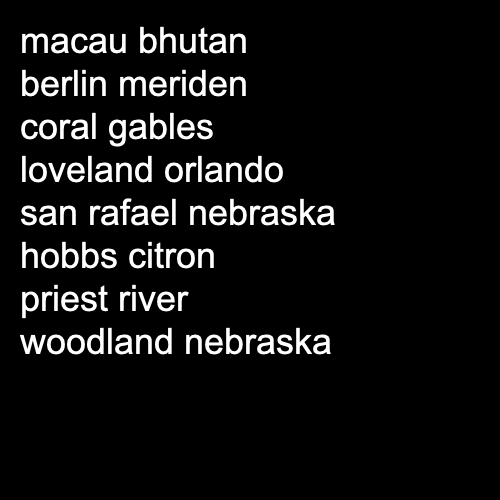 macau bhutan
berlin meriden
coral gables
loveland orlando
san rafael nebraska
hobbs citron
priest river
woodland nebraska